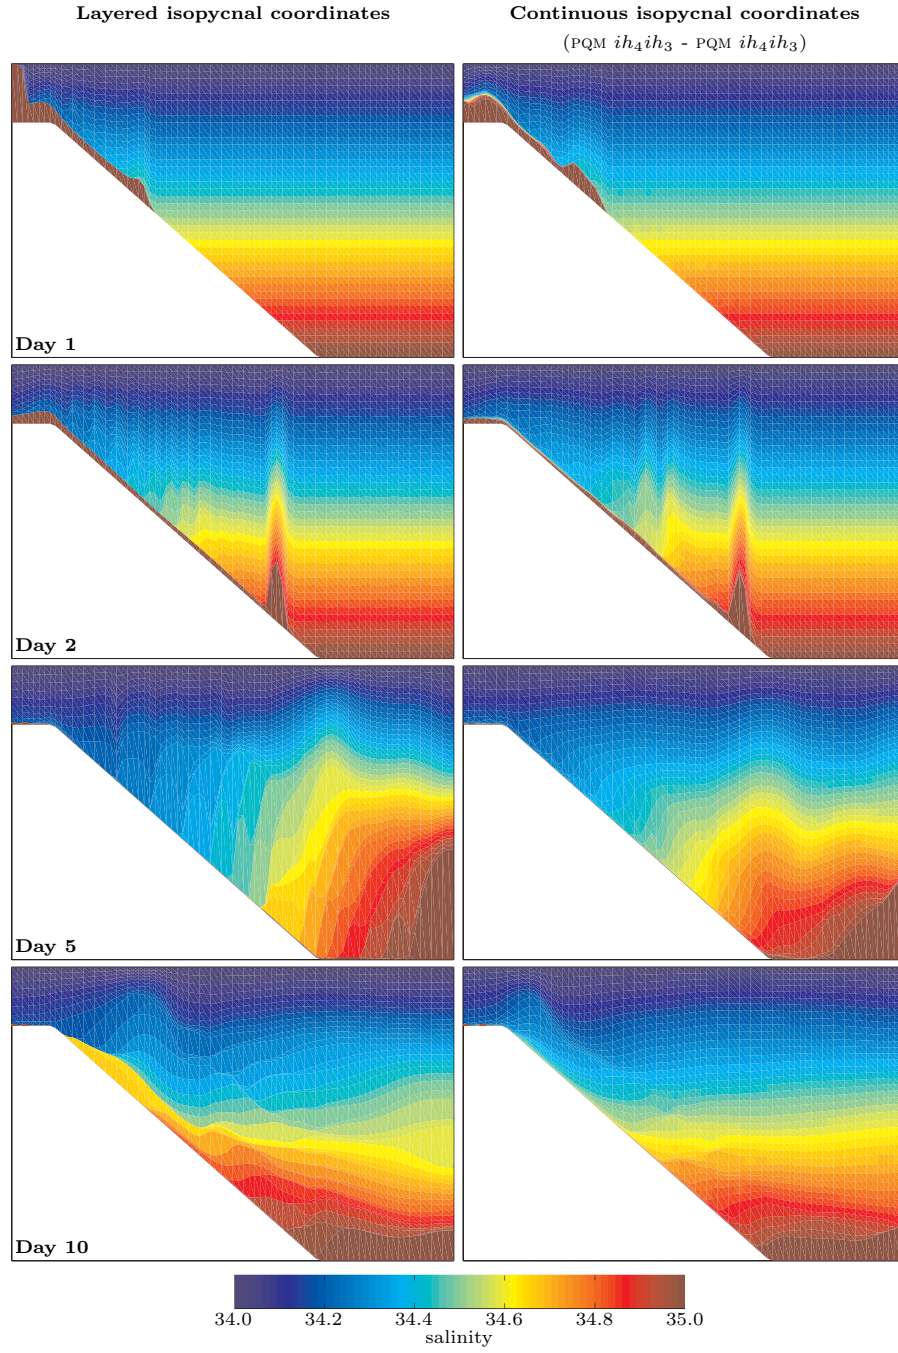 Layered isopycnal coordinates
Continuous isopycnal coordinates
(PQM ih₄ih₃ - PQM ih₄ih₃)
Day 1
Day 2
Day 5
Day 10
34.0 34.2 34.4 34.6 34.8 35.0
salinity